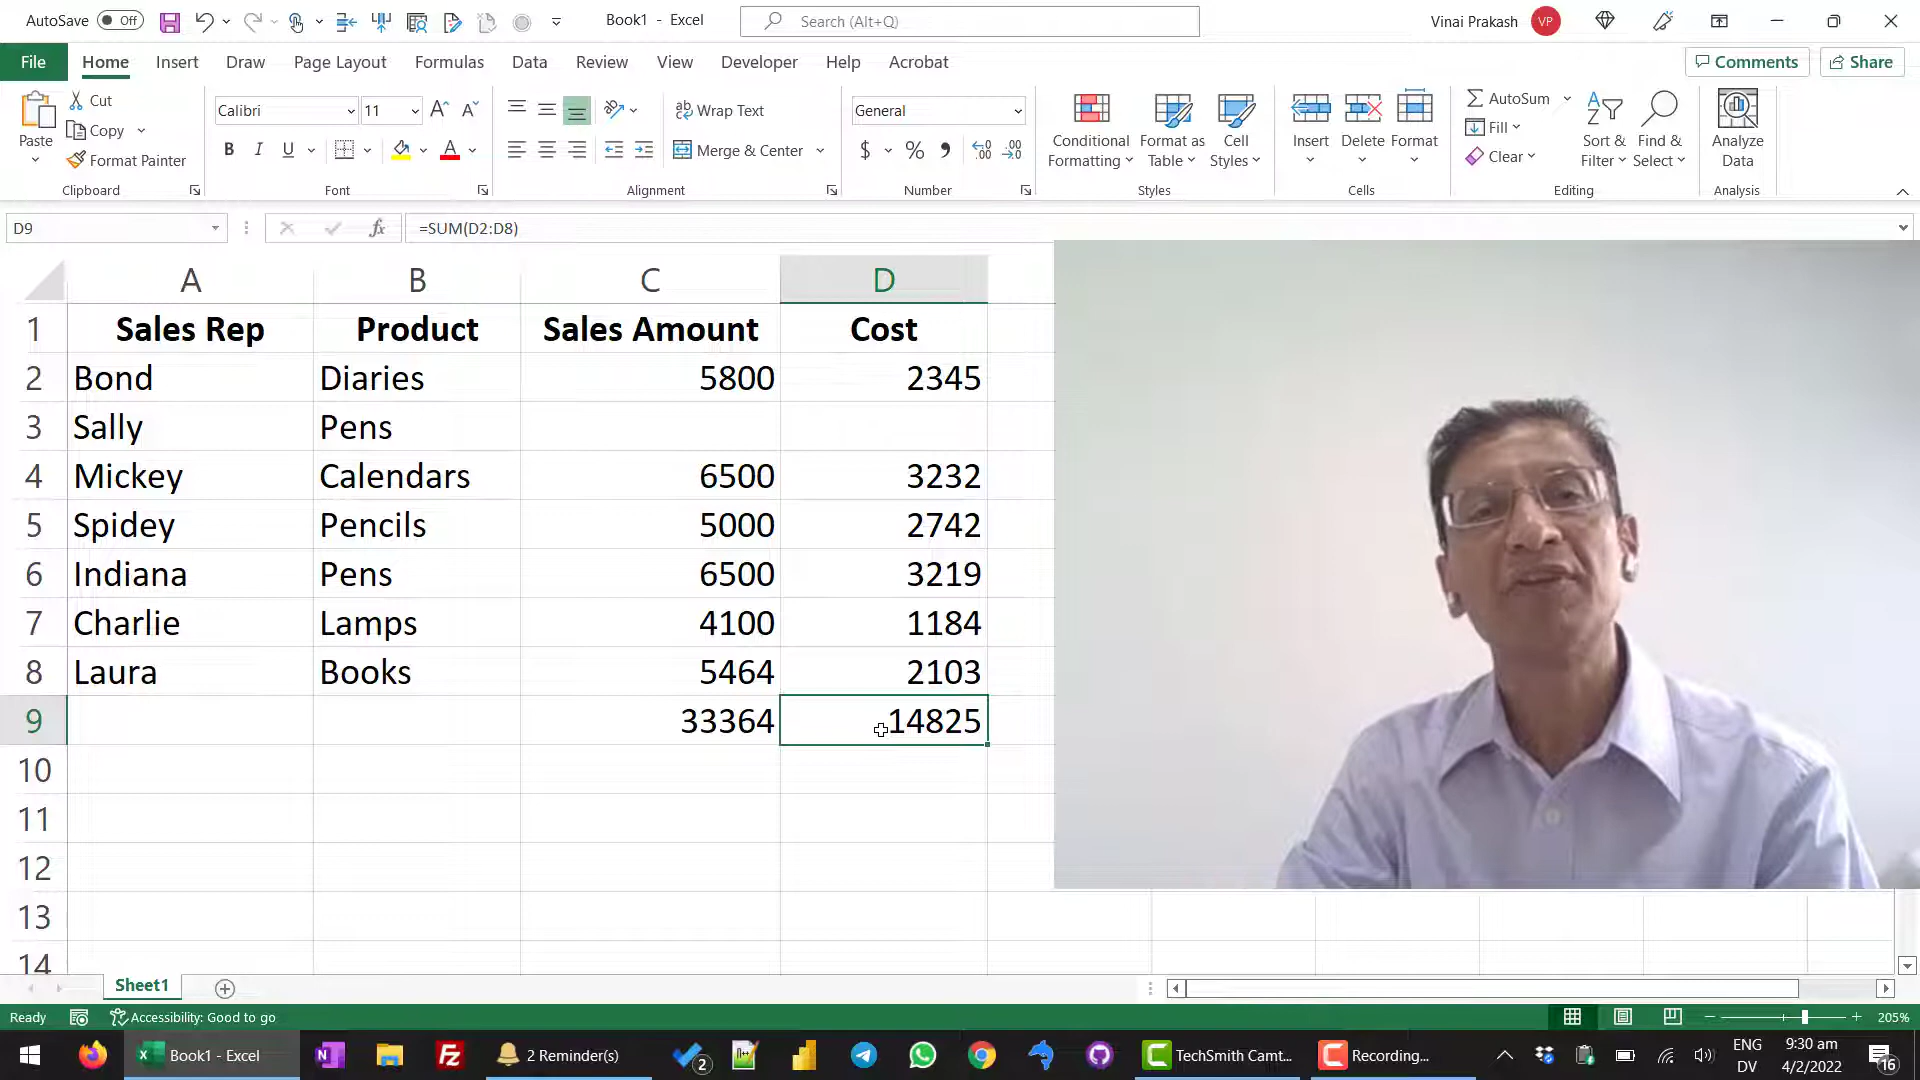 AutoSave Off Book1 - Excel Search (Alt+Q) Vinai Prakash VP
File Home Insert Draw Page Layout Formulas Data Review View Developer Help Acrobat Comments Share
Paste Cut Copy Format Painter Clipboard
Calibri 11 B I U A Font
ab Wrap Text Merge & Center Alignment
General $ % Number
Conditional Formatting Format as Table Cell Styles Styles
Insert Delete Format Cells
AutoSum Fill Clear Sort & Filter Find & Select Editing
Analyze Data Analysis
D9 fx =SUM(D2:D8)
A B C D
1 Sales Rep Product Sales Amount Cost
2 Bond Diaries 5800 2345
3 Sally Pens
4 Mickey Calendars 6500 3232
5 Spidey Pencils 5000 2742
6 Indiana Pens 6500 3219
7 Charlie Lamps 4100 1184
8 Laura Books 5464 2103
9 33364 14825
10
11
12
13
14
Sheet1
Ready Accessibility: Good to go 205%
Book1 - Excel 2 Reminder(s) 2 TechSmith Camt... Recording... ENG 9:30 am
DV 4/2/2022 16